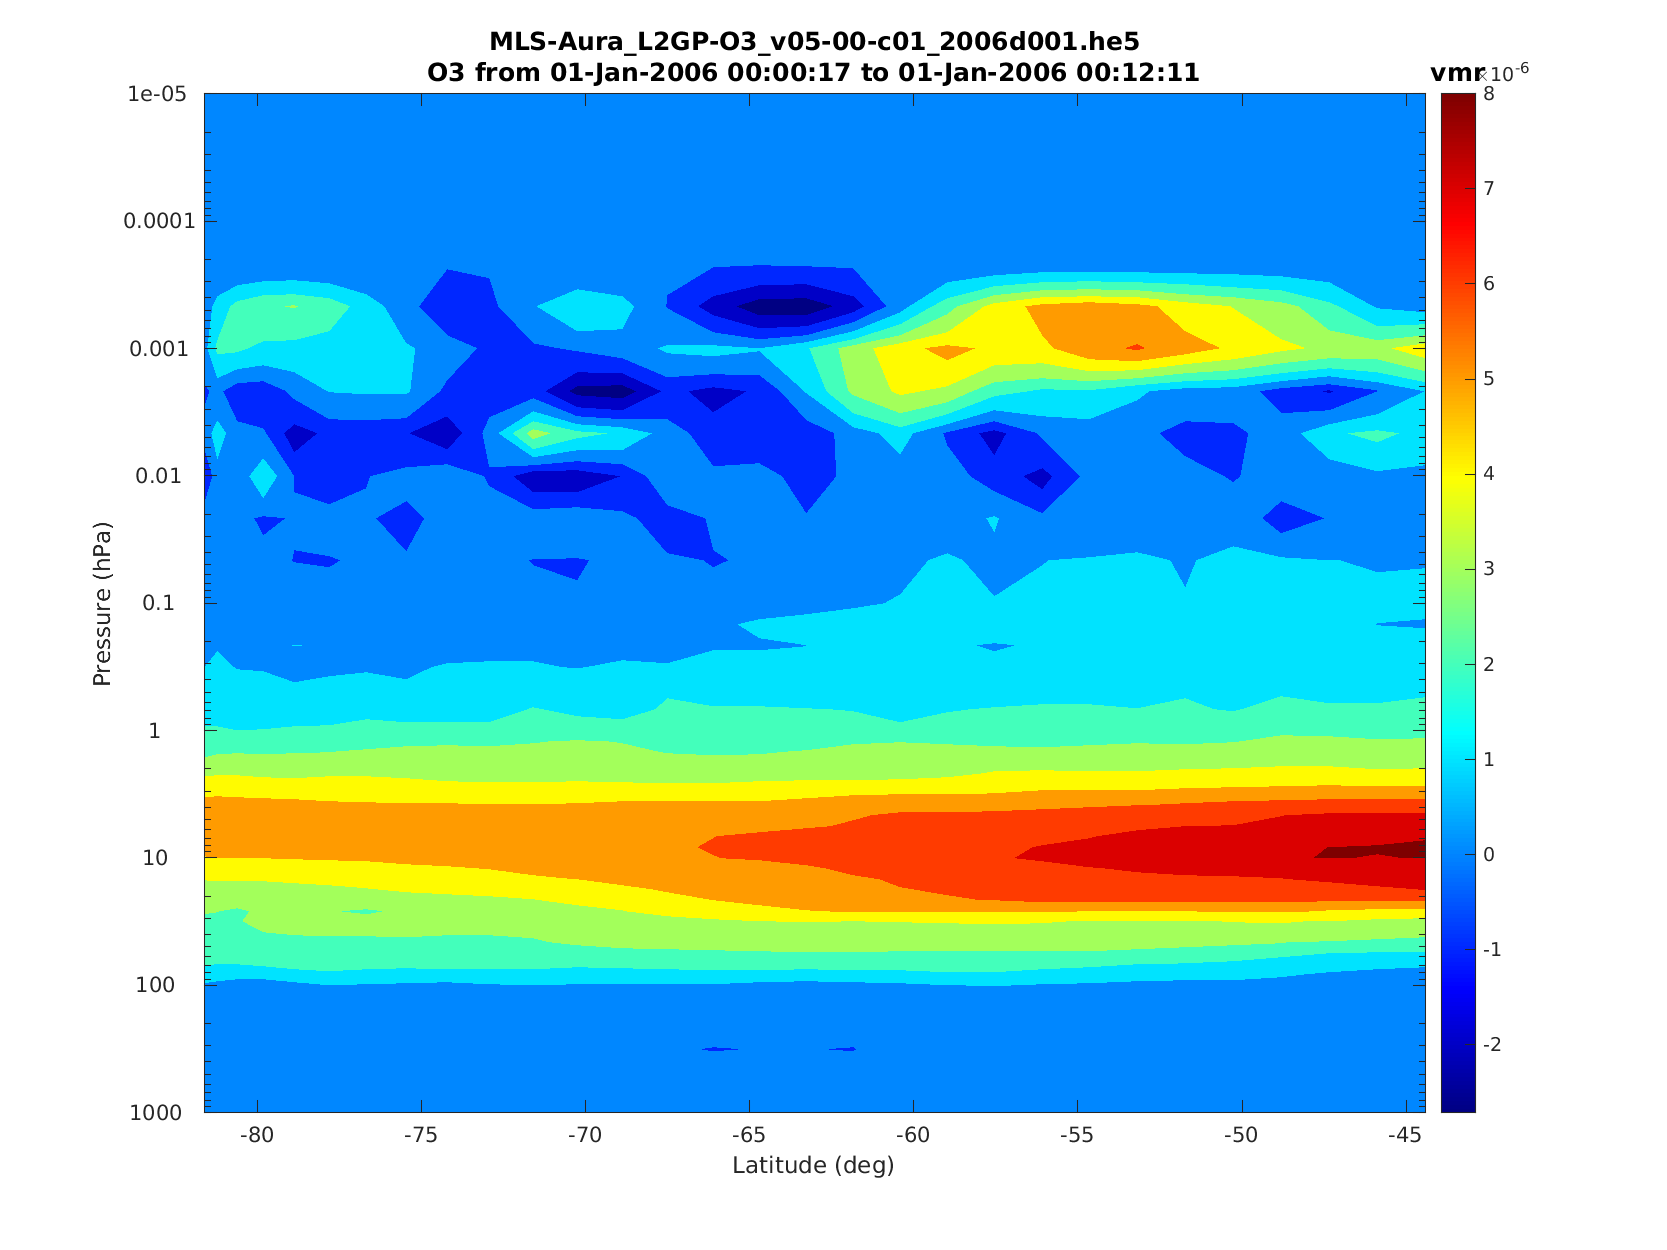 MLS-Aura_L2GP-O3_v05-00-c01_2006d001.he5
O3 from 01-Jan-2006 00:00:17 to 01-Jan-2006 00:12:11
vmr ×10-6
1e-05
0.0001
0.001
0.01
0.1
1
10
100
1000
Pressure (hPa)
-80 -75 -70 -65 -60 -55 -50 -45
Latitude (deg)
8
7
6
5
4
3
2
1
0
-1
-2